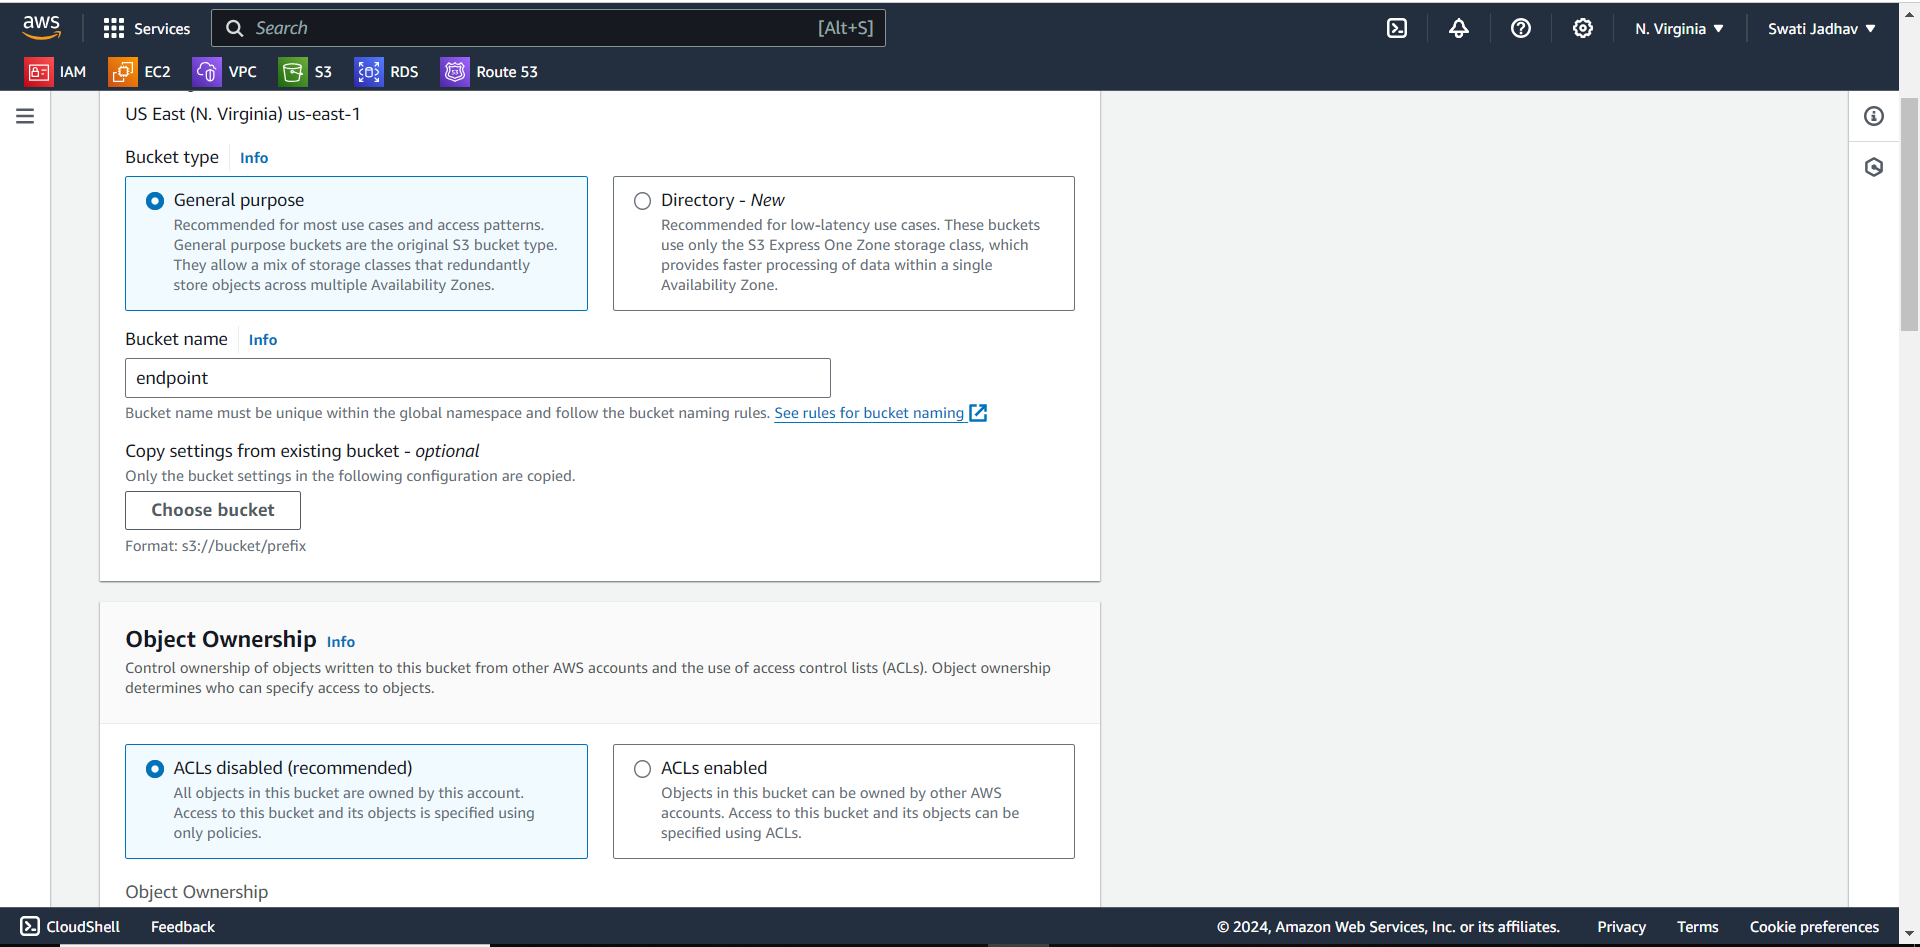 aws
Services
Search
[Alt+S]
N. Virginia
Swati Jadhav
IAM
EC2
VPC
S3
RDS
Route 53
US East (N. Virginia) us-east-1
Bucket type
Info
General purpose
Recommended for most use cases and access patterns.
General purpose buckets are the original S3 bucket type.
They allow a mix of storage classes that redundantly
store objects across multiple Availability Zones.
Directory - New
Recommended for low-latency use cases. These buckets
use only the S3 Express One Zone storage class, which
provides faster processing of data within a single
Availability Zone.
Bucket name
Info
endpoint
Bucket name must be unique within the global namespace and follow the bucket naming rules. See rules for bucket naming
Copy settings from existing bucket - optional
Only the bucket settings in the following configuration are copied.
Choose bucket
Format: s3://bucket/prefix
Object Ownership
Info
Control ownership of objects written to this bucket from other AWS accounts and the use of access control lists (ACLs). Object ownership
determines who can specify access to objects.
ACLs disabled (recommended)
All objects in this bucket are owned by this account.
Access to this bucket and its objects is specified using
only policies.
ACLs enabled
Objects in this bucket can be owned by other AWS
accounts. Access to this bucket and its objects can be
specified using ACLs.
Object Ownership
CloudShell
Feedback
© 2024, Amazon Web Services, Inc. or its affiliates.
Privacy
Terms
Cookie preferences